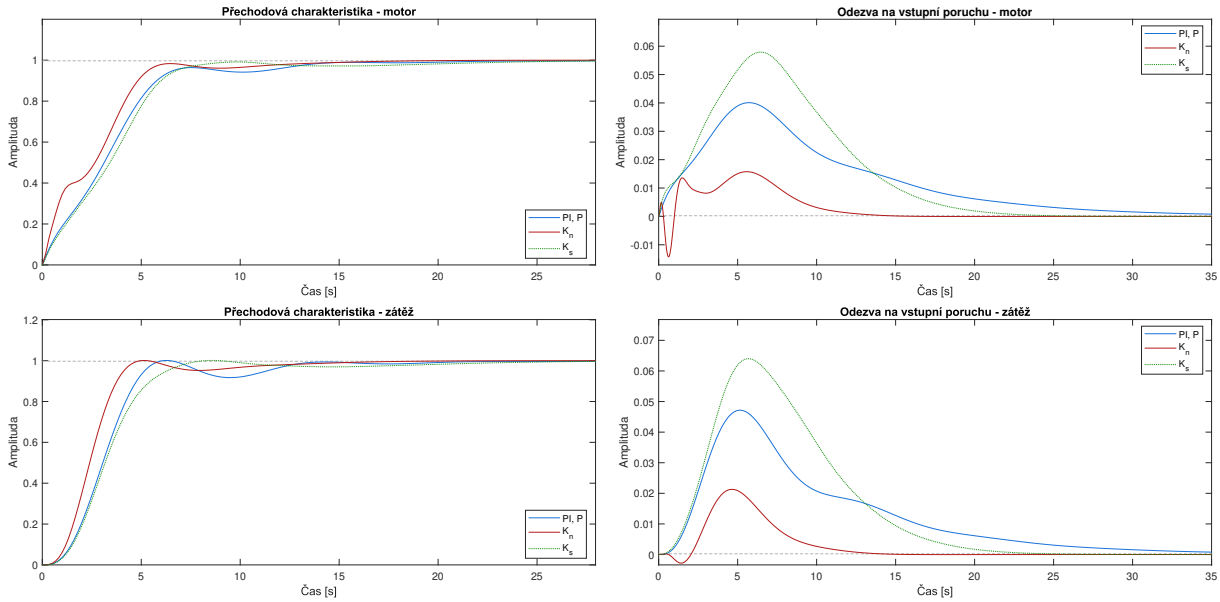 Přechodová charakteristika - motor
Amplituda
1
0.8
0.6
0.4
0.2
0
0 5 10 15 20 25
Čas [s]
PI, P
K_n
K_s
Odezva na vstupní poruchu - motor
Amplituda
0.06
0.05
0.04
0.03
0.02
0.01
0
-0.01
0 5 10 15 20 25 30 35
Čas [s]
PI, P
K_n
K_s
Přechodová charakteristika - zátěž
Amplituda
1.2
1
0.8
0.6
0.4
0.2
0
0 5 10 15 20 25
Čas [s]
PI, P
K_n
K_s
Odezva na vstupní poruchu - zátěž
Amplituda
0.07
0.06
0.05
0.04
0.03
0.02
0.01
0
0 5 10 15 20 25 30 35
Čas [s]
PI, P
K_n
K_s